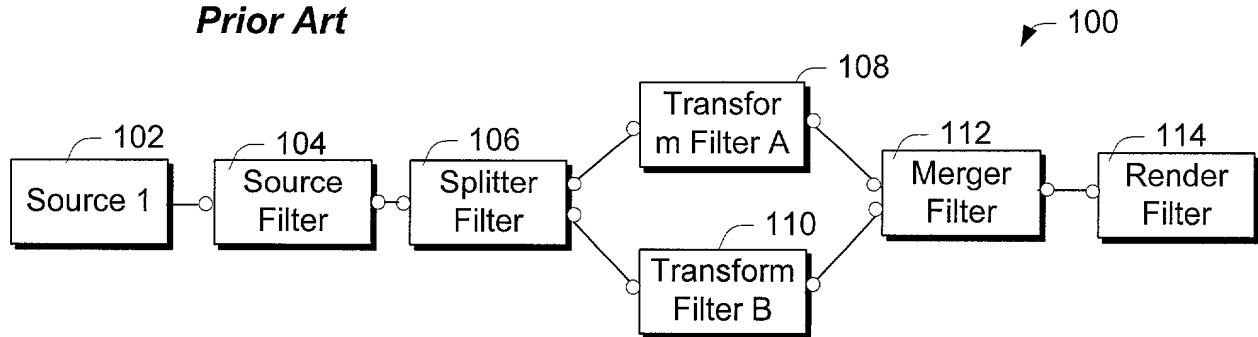 Prior Art
100
108
Transfor
m Filter A
102
Source 1
104
Source
Filter
106
Splitter
Filter
112
Merger
Filter
114
Render
Filter
110
Transform
Filter B